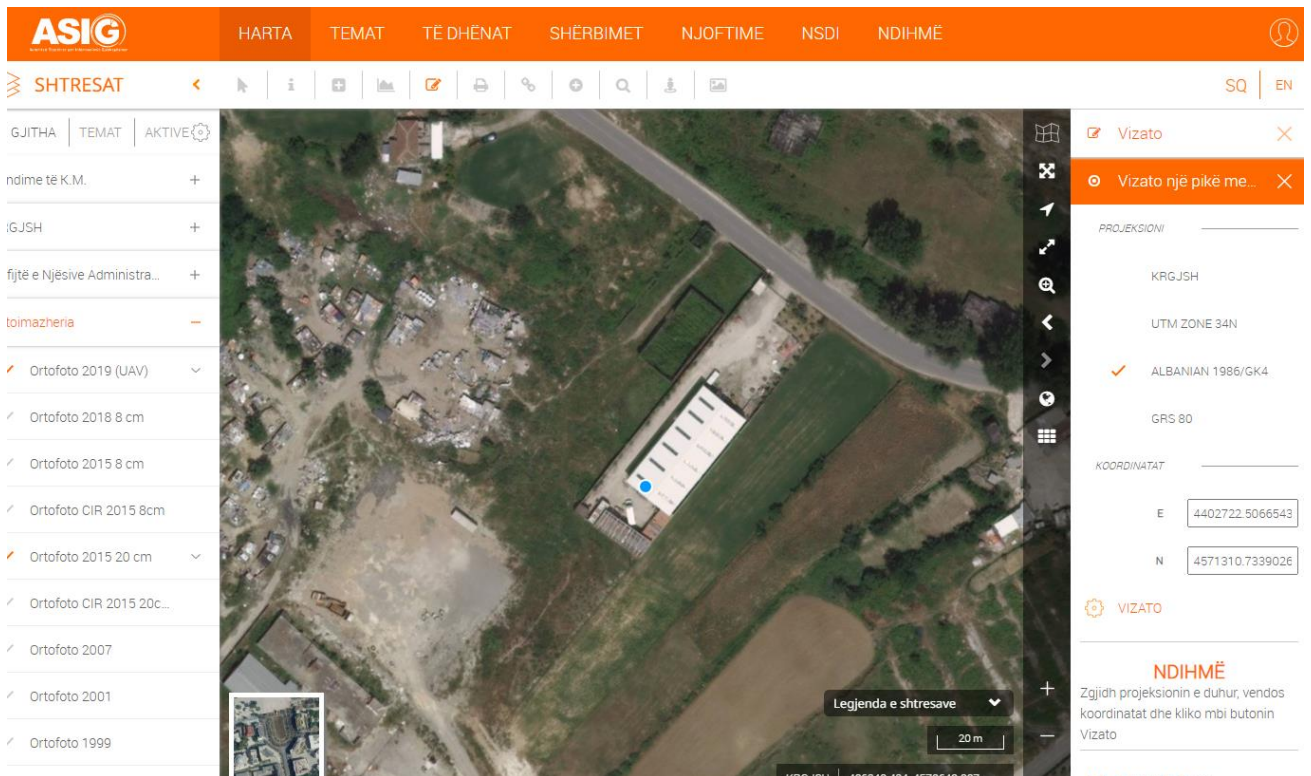 ASIG
HARTA
TEMAT
TË DHËNAT
SHËRBIMET
NJOFTIME
NSDI
NDIHMË
SHTRESAT
SQ
EN
GJITHA
TEMAT
AKTIVE
ndime të K.M.
RGJSH
fijtë e Njësive Administra...
toimazheria
Ortofoto 2019 (UAV)
Ortofoto 2018 8 cm
Ortofoto 2015 8 cm
Ortofoto CIR 2015 8cm
Ortofoto 2015 20 cm
Ortofoto CIR 2015 20c...
Ortofoto 2007
Ortofoto 2001
Ortofoto 1999
Legjenda e shtresave
20 m
Vizato
Vizato një pikë me...
PROJEKSIONI
KRGJSH
UTM ZONE 34N
ALBANIAN 1986/GK4
GRS 80
KOORDINATAT
E
4402722.5066543
N
4571310.7339026
VIZATO
NDIHMË
Zgjidh projeksionin e duhur, vendos
koordinatat dhe kliko mbi butonin
Vizato